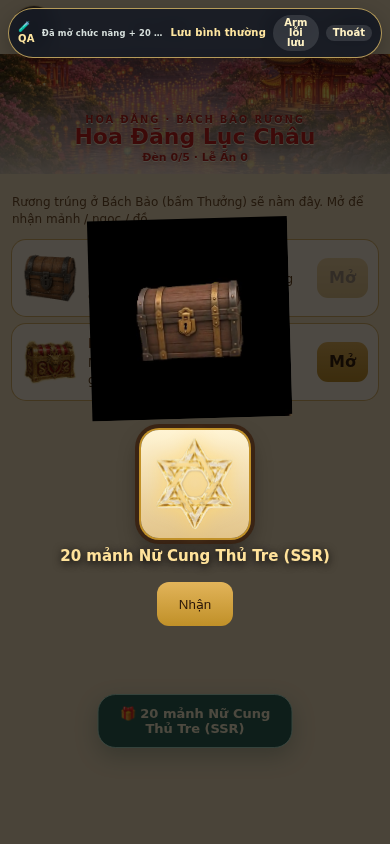 🧪 QA
Đã mở chức năng + 20 ...
Lưu bình thường
Arm lỗi lưu
Thoát
HOA ĐĂNG · BÁCH BẢO RƯƠNG
Hoa Đăng Lục Châu
Đèn 0/5 · Lễ Ấn 0
Rương trúng ở Bách Bảo (bấm Thưởng) sẽ nằm đây. Mở để
nhận mảnh / ngọc / đồ.
Mở
Mở
20 mảnh Nữ Cung Thủ Tre (SSR)
Nhận
🎁 20 mảnh Nữ Cung
Thủ Tre (SSR)